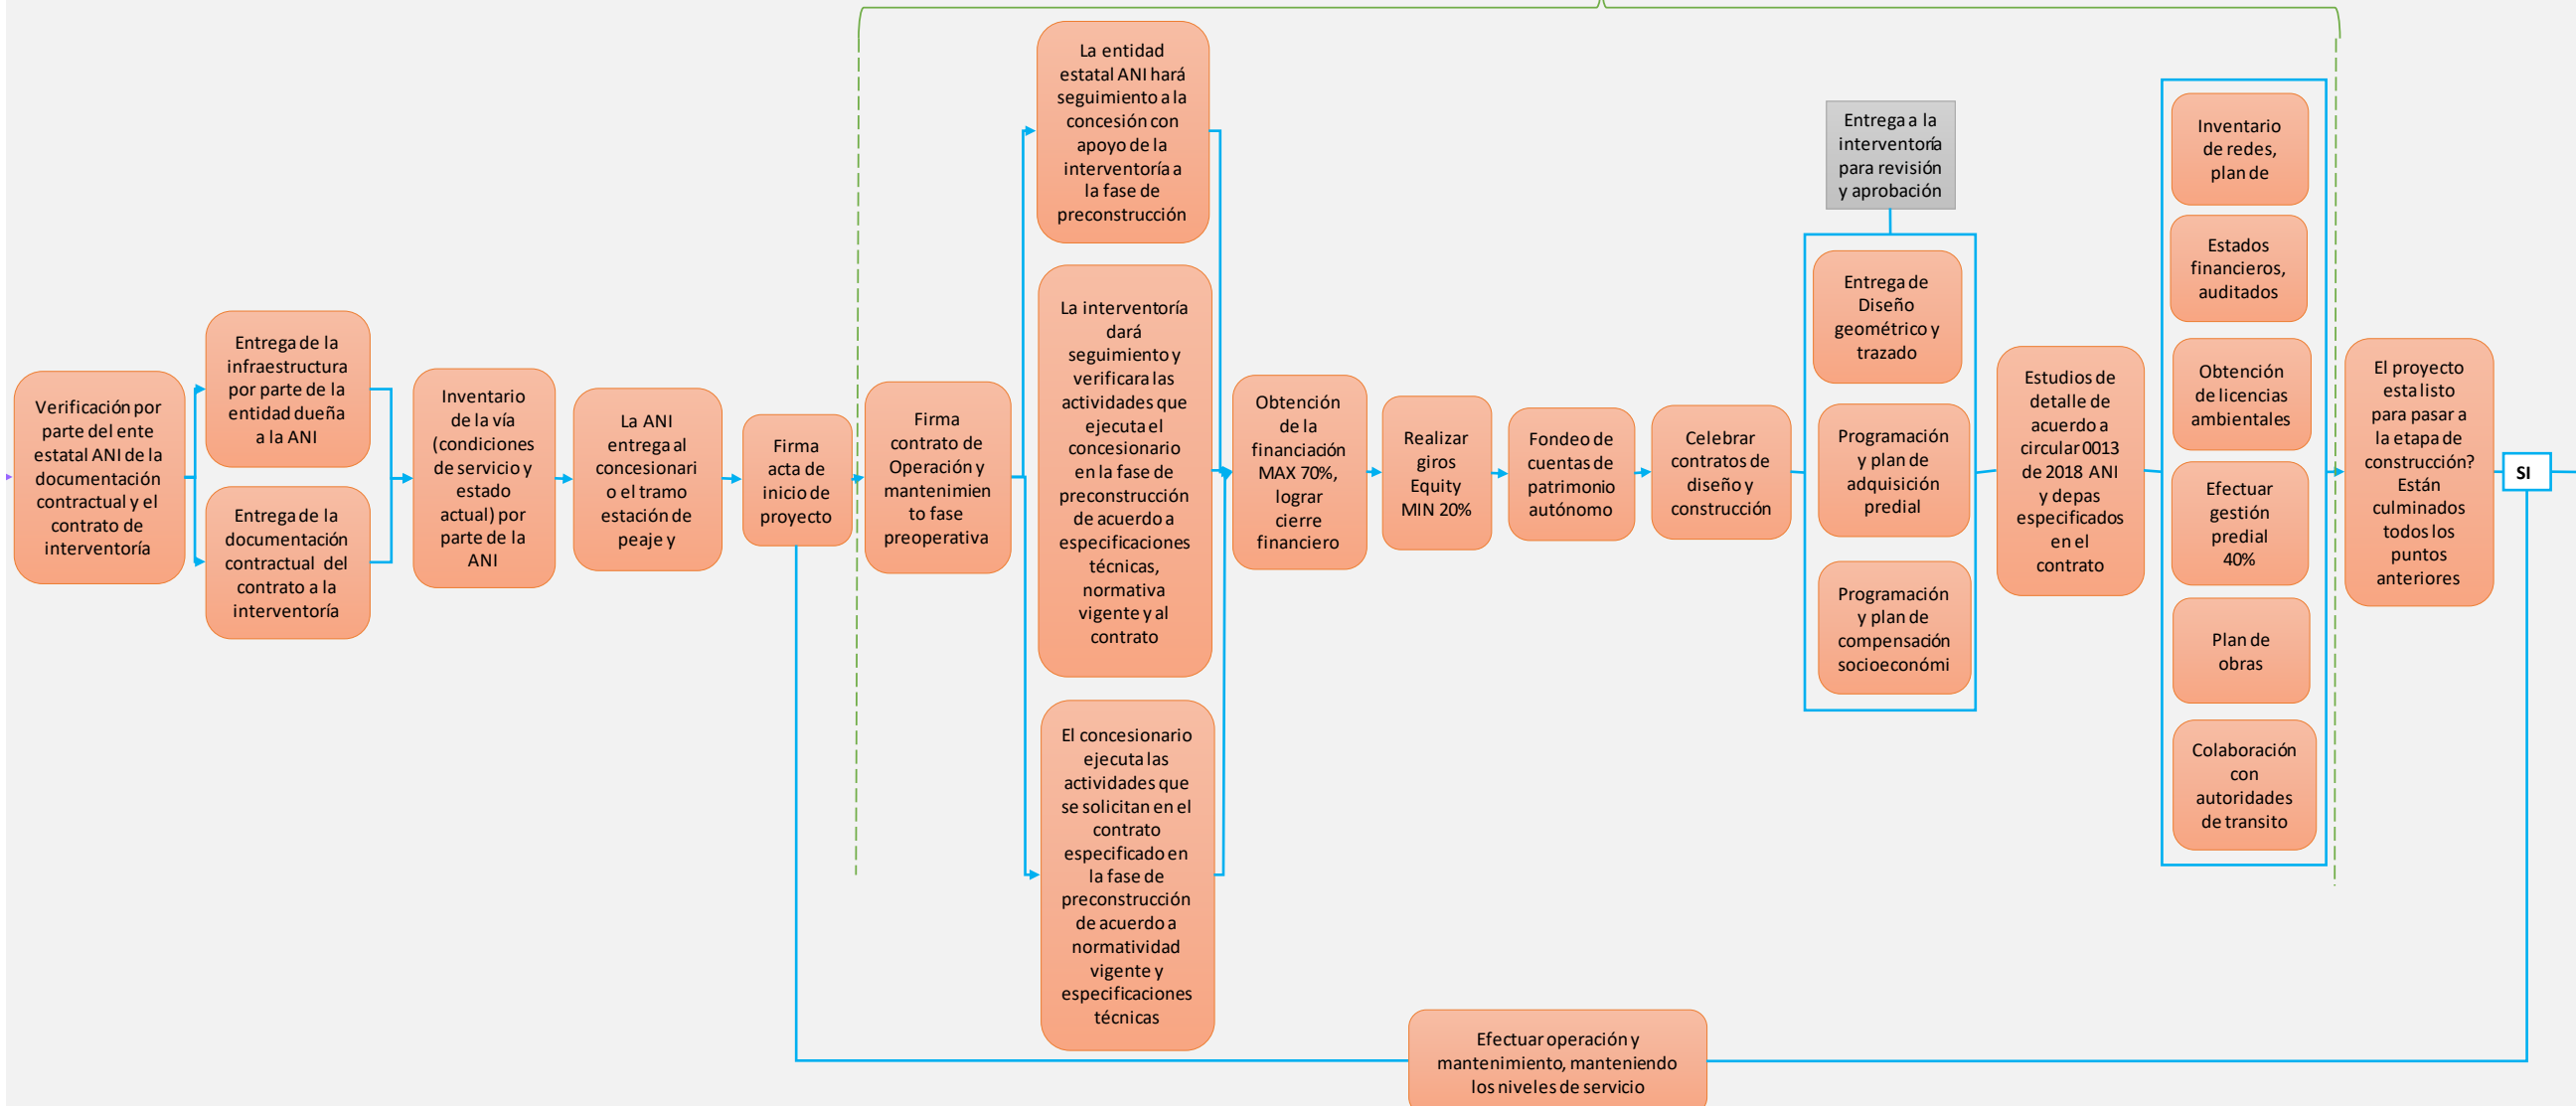 Verificación por
parte del ente
estatal ANI de la
documentación
contractual y el
contrato de
interventoría
Entrega de la
infraestructura
por parte de la
entidad dueña
a la ANI
Entrega de la
documentación
contractual del
contrato a la
interventoría
Inventario
de la vía
(condiciones
de servicio y
estado
actual) por
parte de la
ANI
La ANI
entrega al
concesionari
o el tramo
estación de
peaje y
Firma
acta de
inicio de
proyecto
Firma
contrato de
Operación y
mantenimien
to fase
preoperativa
La entidad
estatal ANI hará
seguimiento a la
concesión con
apoyo de la
interventoría a
la fase de
preconstrucción
La interventoría
dará
seguimiento y
verificara las
actividades que
ejecuta el
concesionario
en la fase de
preconstrucción
de acuerdo a
especificaciones
técnicas,
normativa
vigente y al
contrato
El concesionario
ejecuta las
actividades que
se solicitan en el
contrato
especificado en
la fase de
preconstrucción
de acuerdo a
normatividad
vigente y
especificaciones
técnicas
Obtención
de la
financiación
MAX 70%,
lograr
cierre
financiero
Realizar
giros
Equity
MIN 20%
Fondeo de
cuentas de
patrimonio
autónomo
Celebrar
contratos de
diseño y
construcción
Entrega a la
interventoría
para revisión
y aprobación
Entrega de
Diseño
geométrico y
trazado
Programación
y plan de
adquisición
predial
Programación
y plan de
compensación
socioeconómi
Estudios de
detalle de
acuerdo a
circular 0013
de 2018 ANI
y depas
especificados
en el
contrato
Inventario
de redes,
plan de
Estados
financieros,
auditados
Obtención
de licencias
ambientales
Efectuar
gestión
predial
40%
Plan de
obras
Colaboración
con
autoridades
de transito
El proyecto
esta listo
para pasar a
la etapa de
construcción?
Están
culminados
todos los
puntos
anteriores
SI
Efectuar operación y
mantenimiento, manteniendo
los niveles de servicio